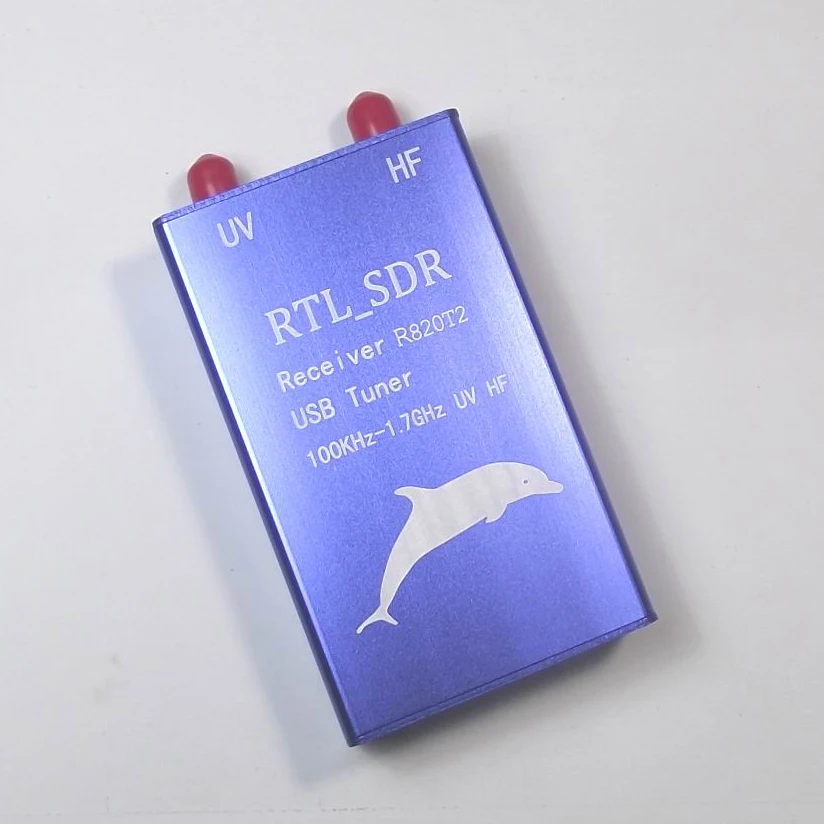 UV HF
RTL_SDR
Receiver R820T2
USB Tuner
100KHz-1.7GHz UV HF